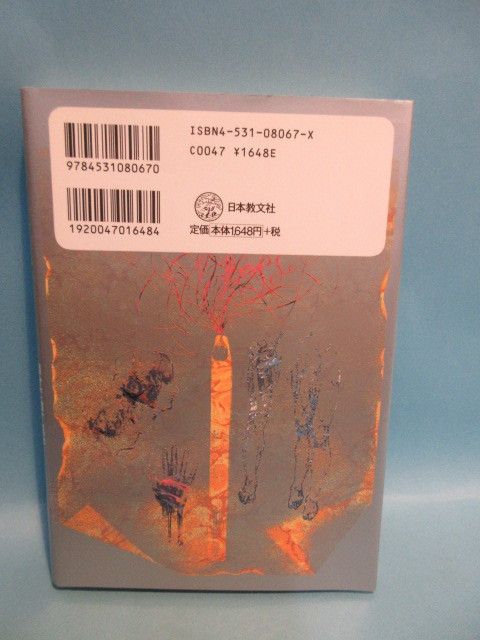 ISBN4-531-08067-X
C0047 ¥1648E
9784531080670
1920047016484
日本教文社
定価 本体1,648円 +税